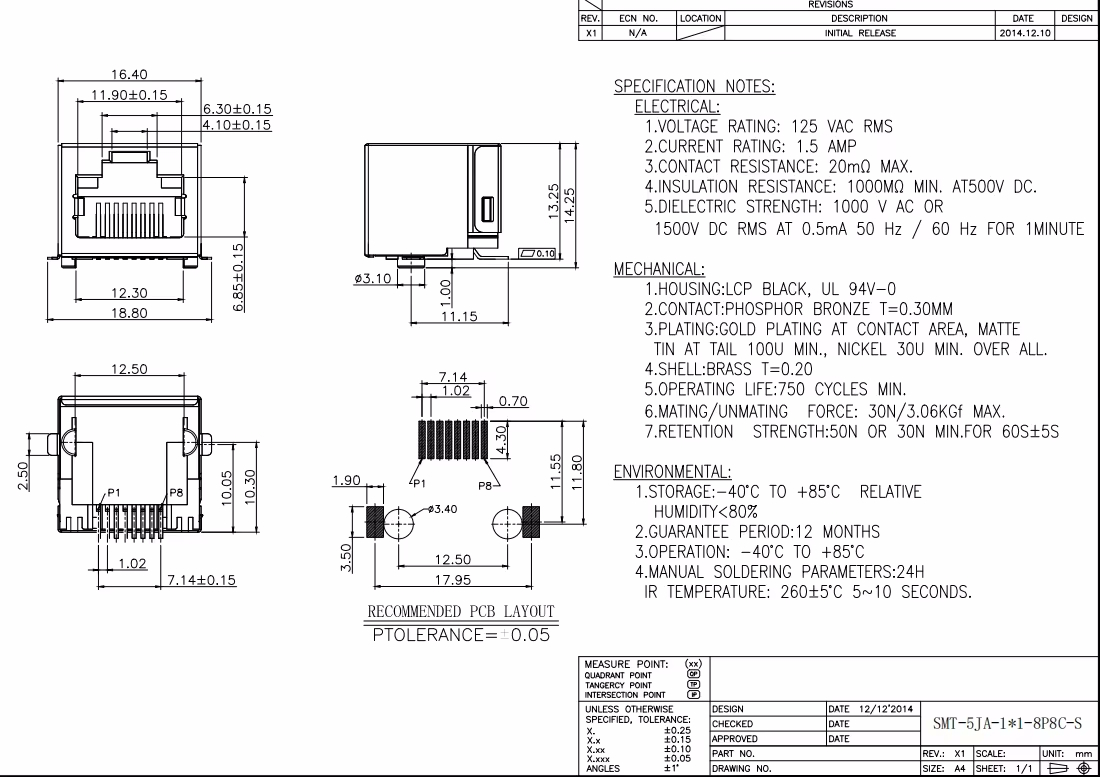 REVISIONS
REV. ECN NO. LOCATION DESCRIPTION DATE DESIGN
X1 N/A INITIAL RELEASE 2014.12.10
16.40
11.90±0.15
6.30±0.15
4.10±0.15
6.85±0.15
12.30
18.80
13.25
14.25
0.10
ø3.10
1.00
11.15
12.50
2.50
P1 P8
10.05
10.30
1.02
7.14±0.15
7.14
1.02
0.70
4.30
11.55
11.80
P1 P8
1.90
ø3.40
3.50
12.50
17.95
RECOMMENDED PCB LAYOUT
PTOLERANCE=±0.05
SPECIFICATION NOTES:
ELECTRICAL:
1.VOLTAGE RATING: 125 VAC RMS
2.CURRENT RATING: 1.5 AMP
3.CONTACT RESISTANCE: 20mΩ MAX.
4.INSULATION RESISTANCE: 1000MΩ MIN. AT500V DC.
5.DIELECTRIC STRENGTH: 1000 V AC OR
1500V DC RMS AT 0.5mA 50 Hz / 60 Hz FOR 1MINUTE
MECHANICAL:
1.HOUSING:LCP BLACK, UL 94V-0
2.CONTACT:PHOSPHOR BRONZE T=0.30MM
3.PLATING:GOLD PLATING AT CONTACT AREA, MATTE
TIN AT TAIL 100U MIN., NICKEL 30U MIN. OVER ALL.
4.SHELL:BRASS T=0.20
5.OPERATING LIFE:750 CYCLES MIN.
6.MATING/UNMATING FORCE: 30N/3.06KGf MAX.
7.RETENTION STRENGTH:50N OR 30N MIN.FOR 60S±5S
ENVIRONMENTAL:
1.STORAGE:-40°C TO +85°C RELATIVE
HUMIDITY<80%
2.GUARANTEE PERIOD:12 MONTHS
3.OPERATION: -40°C TO +85°C
4.MANUAL SOLDERING PARAMETERS:24H
IR TEMPERATURE: 260±5°C 5~10 SECONDS.
MEASURE POINT: (xx)
QUADRANT POINT QP
TANGERCY POINT TP
INTERSECTION POINT IP
UNLESS OTHERWISE
SPECIFIED, TOLERANCE:
X. ±0.25
X.x ±0.15
X.xx ±0.10
X.xxx ±0.05
ANGLES ±1°
DESIGN DATE 12/12'2014
CHECKED DATE
APPROVED DATE
PART NO.
DRAWING NO.
SMT-5JA-1*1-8P8C-S
REV.: X1 SCALE: UNIT: mm
SIZE: A4 SHEET: 1/1